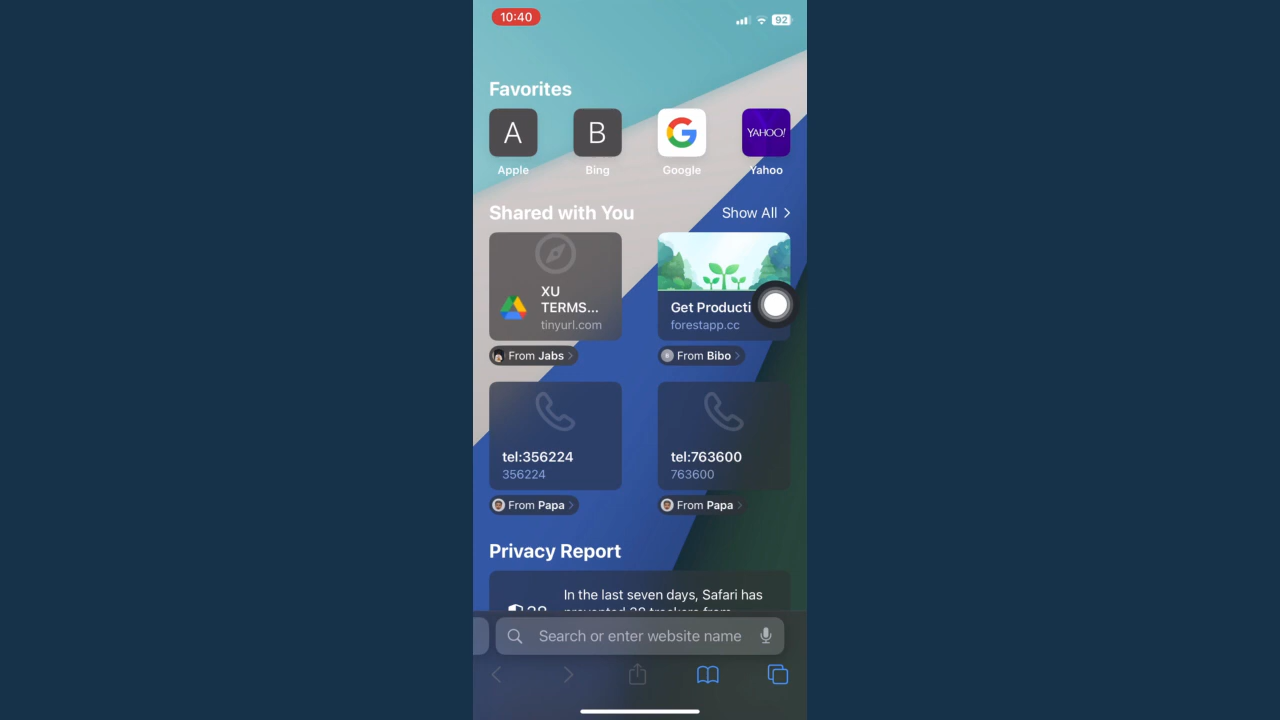 10:40
92
Favorites
A
B
YAHOO!
Apple
Bing
Google
Yahoo
Shared with You
Show All
XU
TERMS...
tinyurl.com
Get Producti
forestapp.cc
From Jabs
From Bibo
tel:356224
356224
tel:763600
763600
From Papa
From Papa
Privacy Report
In the last seven days, Safari has
Search or enter website name